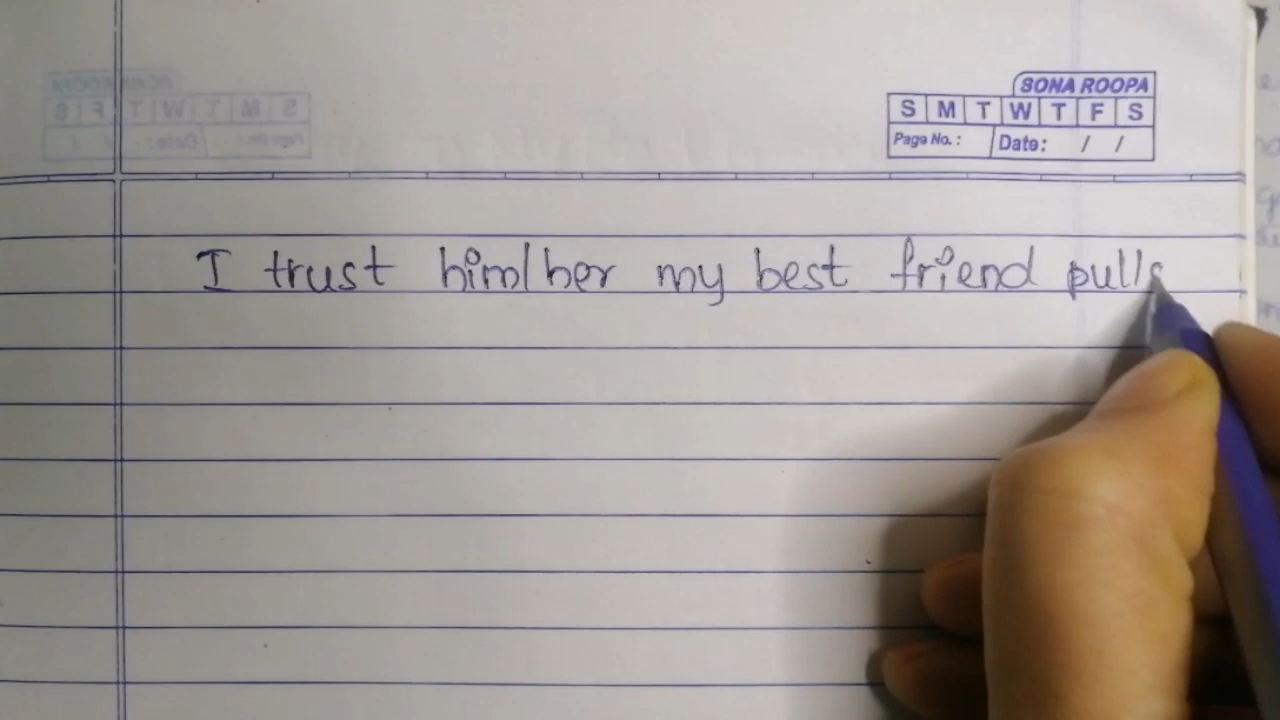 SONA ROOPA
S M T W T F S
Page No.: Date: / /
I trust him/her my best friend pulls